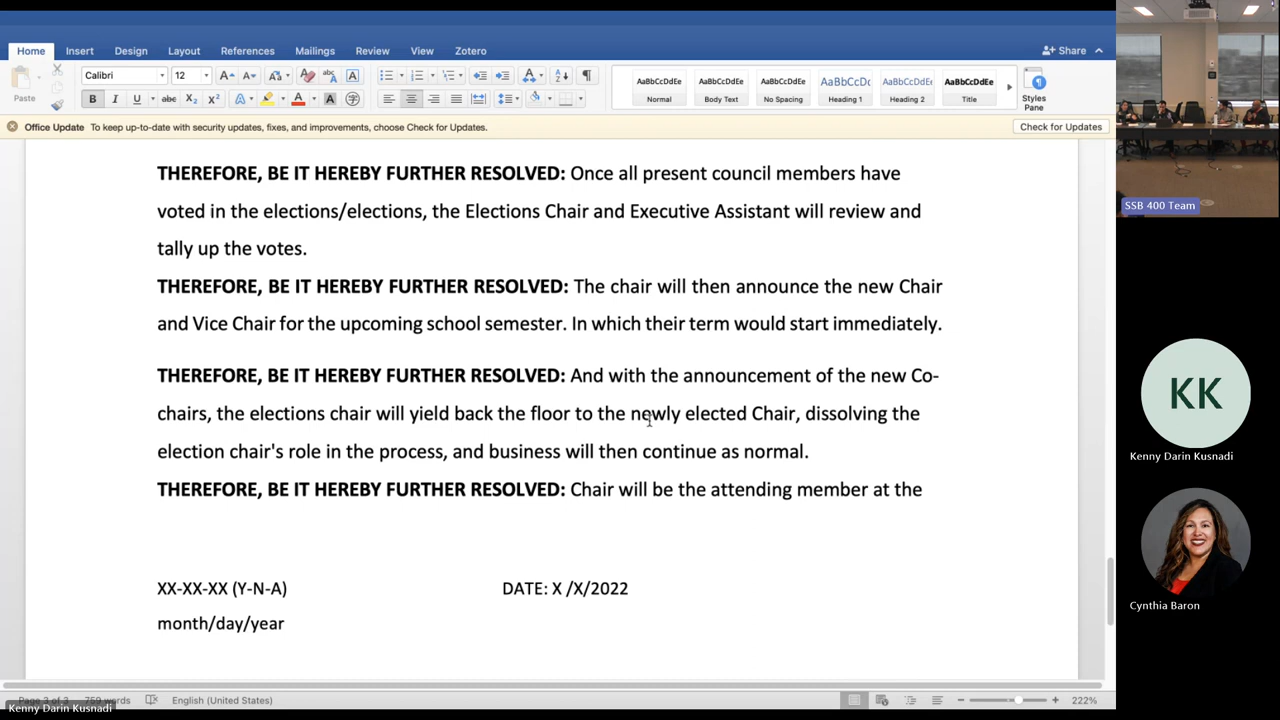 Home Insert Design Layout References Mailings Review View Zotero Share
Paste Calibri 12 AaBbCcDdEe AaBbCcDdEe AaBbCcDdEe AaBbCcDc AaBbCcDdEe AaBbCcDdEe
Normal Body Text No Spacing Heading 1 Heading 2 Title Styles Pane
Office Update To keep up-to-date with security updates, fixes, and improvements, choose Check for Updates. Check for Updates
THEREFORE, BE IT HEREBY FURTHER RESOLVED: Once all present council members have
voted in the elections/elections, the Elections Chair and Executive Assistant will review and
tally up the votes.
THEREFORE, BE IT HEREBY FURTHER RESOLVED: The chair will then announce the new Chair
and Vice Chair for the upcoming school semester. In which their term would start immediately.
THEREFORE, BE IT HEREBY FURTHER RESOLVED: And with the announcement of the new Co-
chairs, the elections chair will yield back the floor to the newly elected Chair, dissolving the
election chair's role in the process, and business will then continue as normal.
THEREFORE, BE IT HEREBY FURTHER RESOLVED: Chair will be the attending member at the
XX-XX-XX (Y-N-A) DATE: X /X/2022
month/day/year
Page 3 of 3 759 words English (United States) 222%
Kenny Darin Kusnadi
SSB 400 Team
KK
Kenny Darin Kusnadi
Cynthia Baron